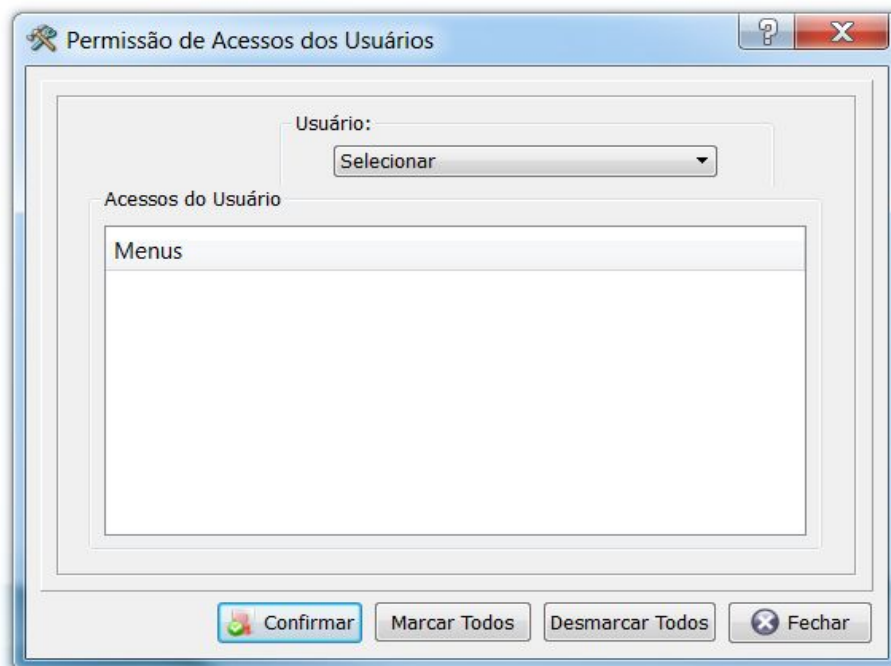 Permissão de Acessos dos Usuários
Usuário:
Selecionar
Acessos do Usuário
Menus
Confirmar Marcar Todos Desmarcar Todos Fechar